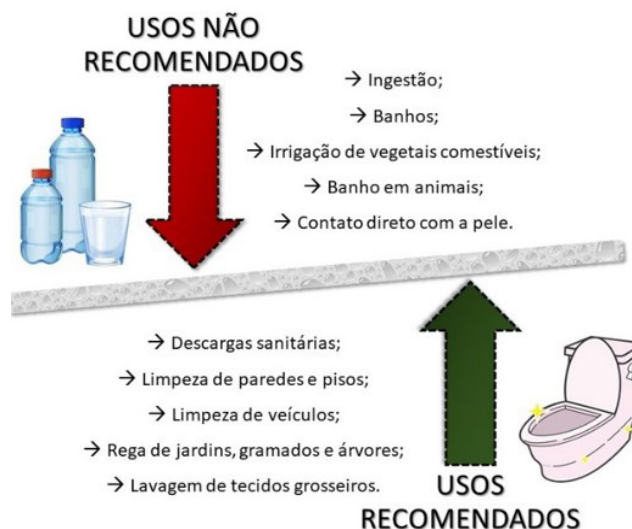 USOS NÃO
RECOMENDADOS
→ Ingestão;
→ Banhos;
→ Irrigação de vegetais comestíveis;
→ Banho em animais;
→ Contato direto com a pele.
→ Descargas sanitárias;
→ Limpeza de paredes e pisos;
→ Limpeza de veículos;
→ Rega de jardins, gramados e árvores;
→ Lavagem de tecidos grosseiros.
USOS
RECOMENDADOS